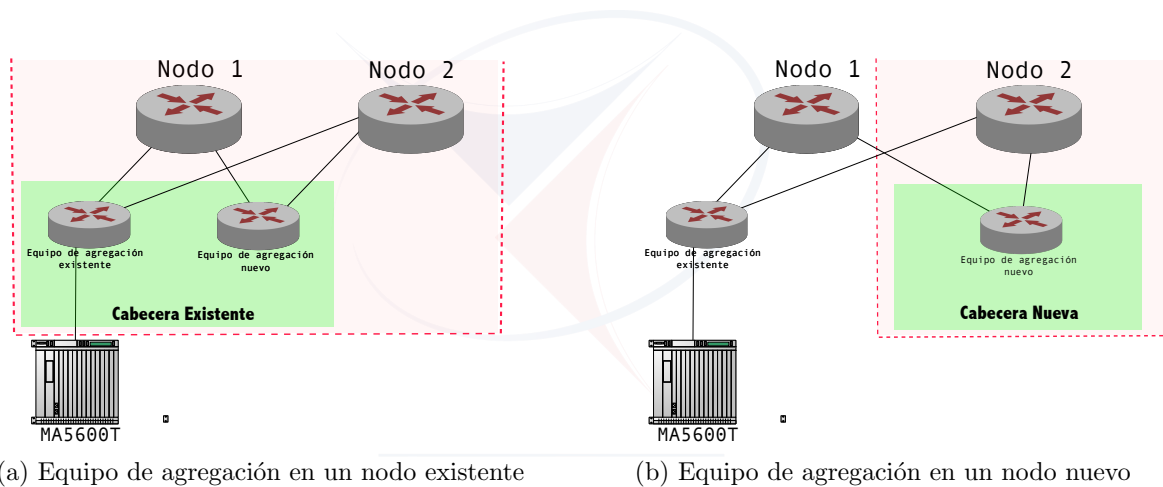 Nodo 1
Nodo 2
Equipo de agregación
existente
Equipo de agregación
nuevo
Cabecera Existente
MA5600T
(a) Equipo de agregación en un nodo existente
Nodo 1
Nodo 2
Equipo de agregación
existente
Equipo de agregación
nuevo
Cabecera Nueva
MA5600T
(b) Equipo de agregación en un nodo nuevo